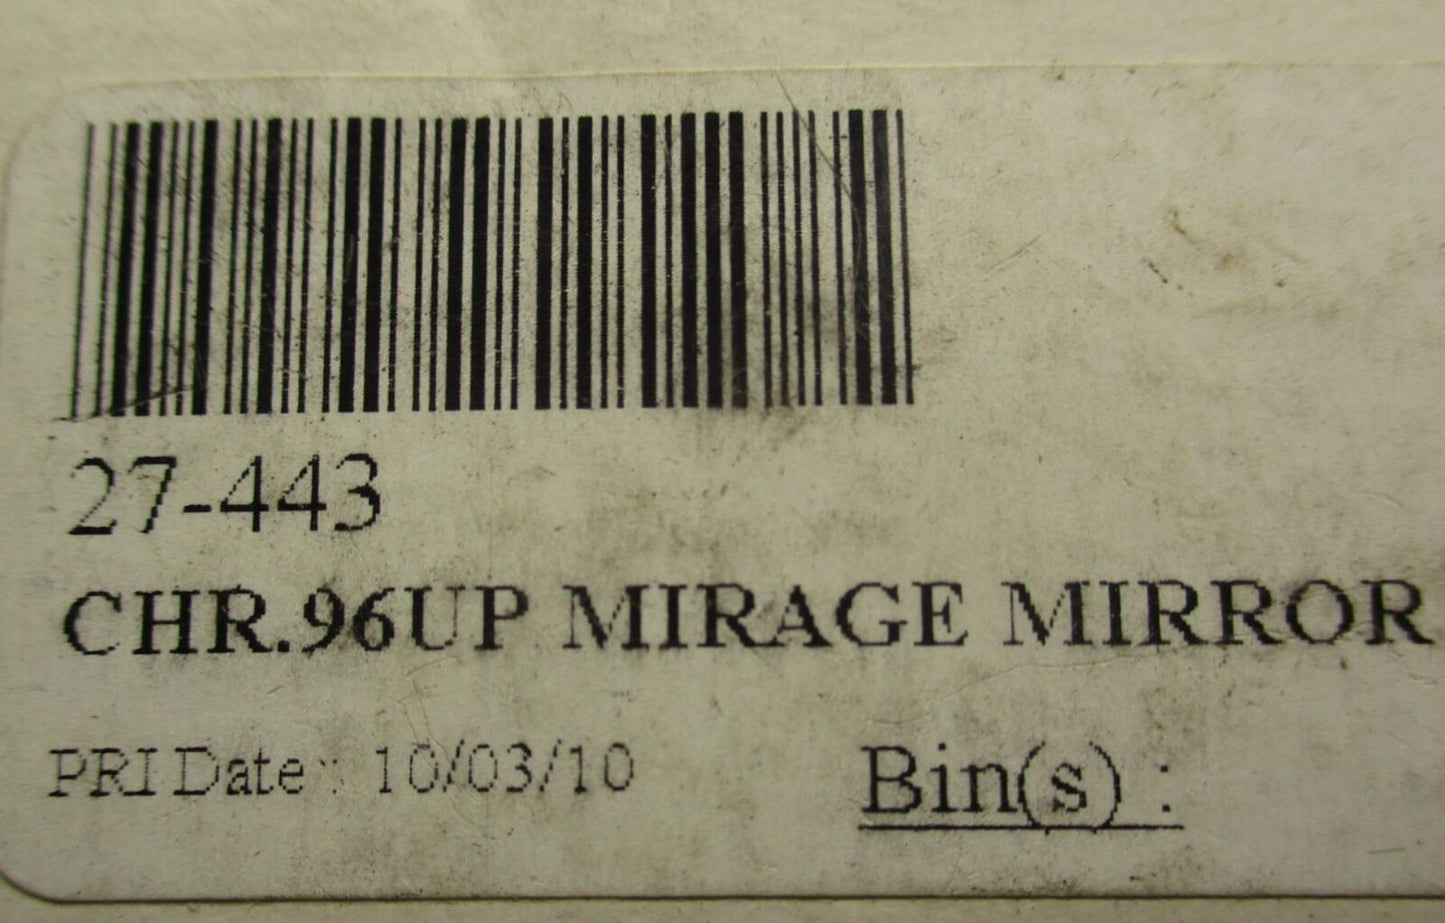 27-443
CHR.96UP MIRAGE MIRROR
PRI Date : 10/03/10
Bin(s) :